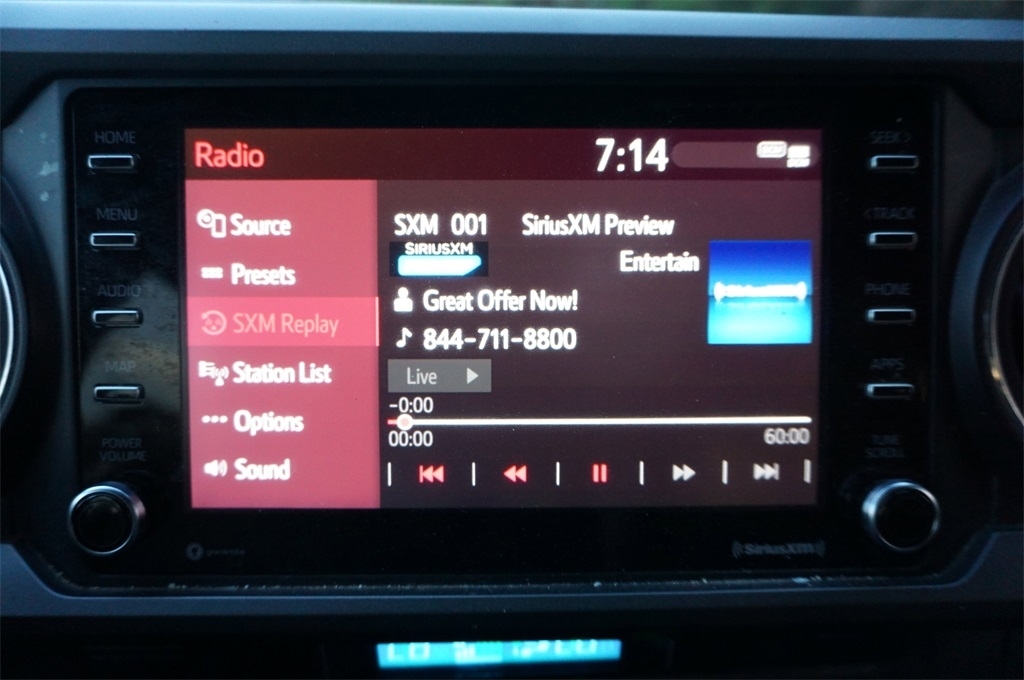 HOME
SEEK >
Radio
7:14
MENU
< TRACK
Source
SXM 001 SiriusXM Preview
SIRIUSXM
Entertain
Presets
AUDIO
PHONE
Great Offer Now!
SXM Replay
844-711-8800
MAP
APPS
Station List
Live
-0:00
Options
00:00
60:00
POWER
VOLUME
TUNE
SCROLL
Sound
SiriusXM